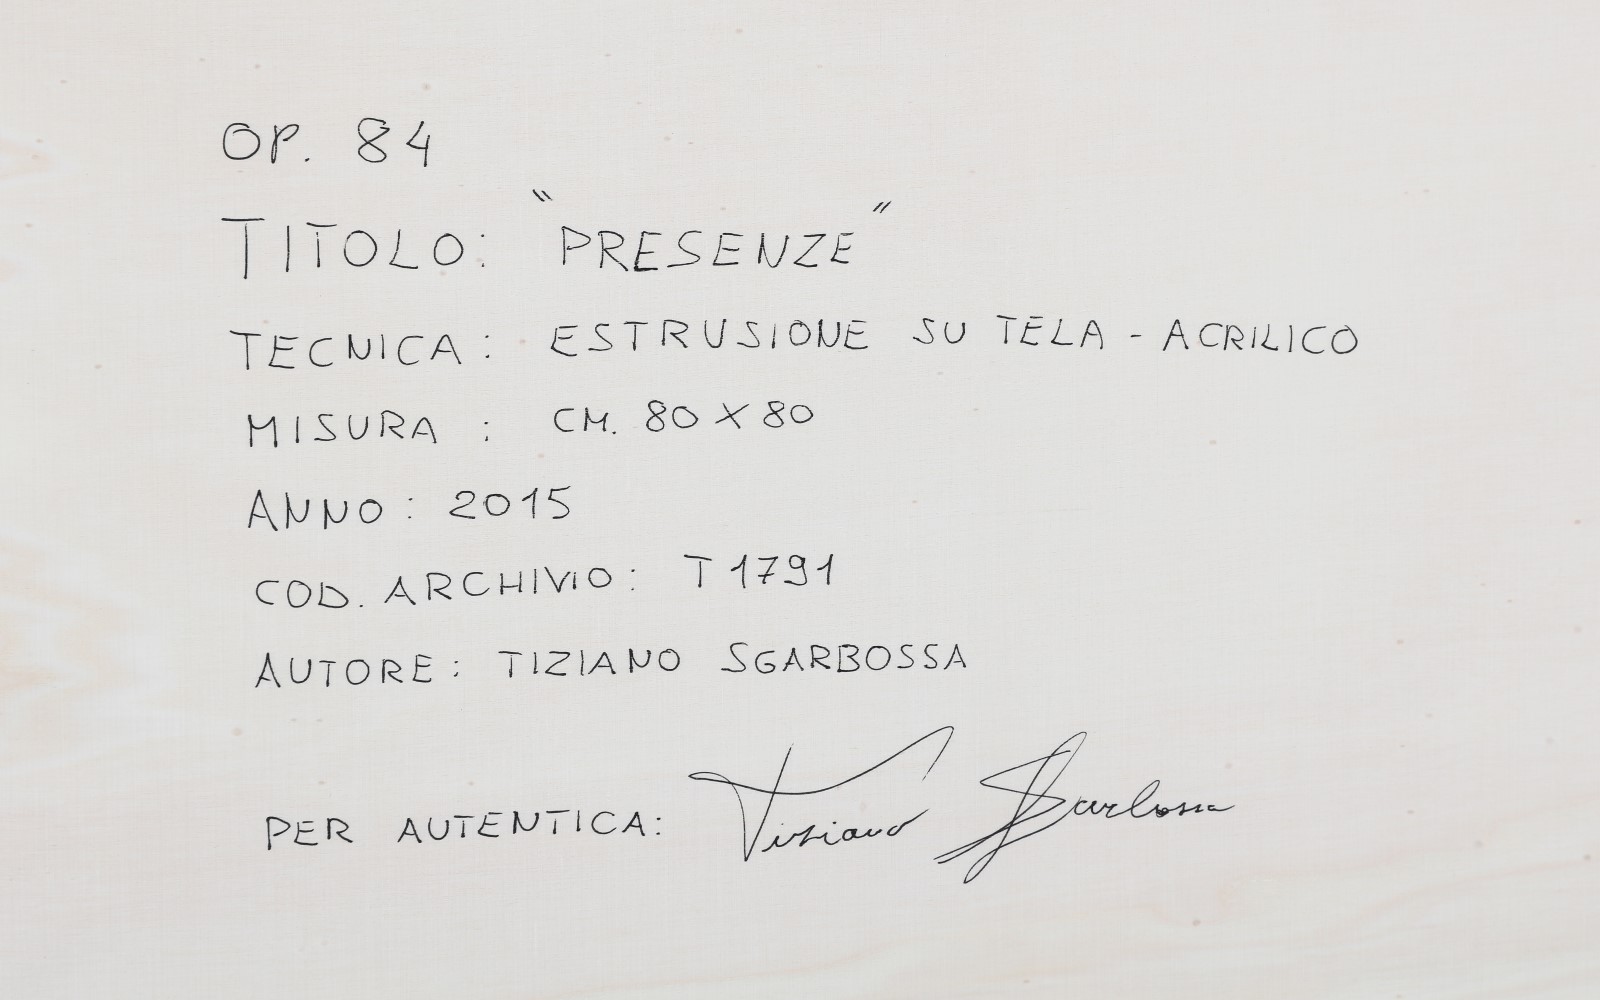 OP. 84
TITOLO: "PRESENZE"
TECNICA: ESTRUSIONE SU TELA - ACRILICO
MISURA: CM. 80 X 80
ANNO: 2015
COD. ARCHIVIO: T1791
AUTORE: TIZIANO SGARBOSSA
PER AUTENTICA: Tiziano Sgarbossa